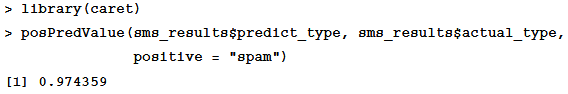 > library(caret)
> posPredValue(sms_results$predict_type, sms_results$actual_type,
positive = "spam")
[1] 0.974359